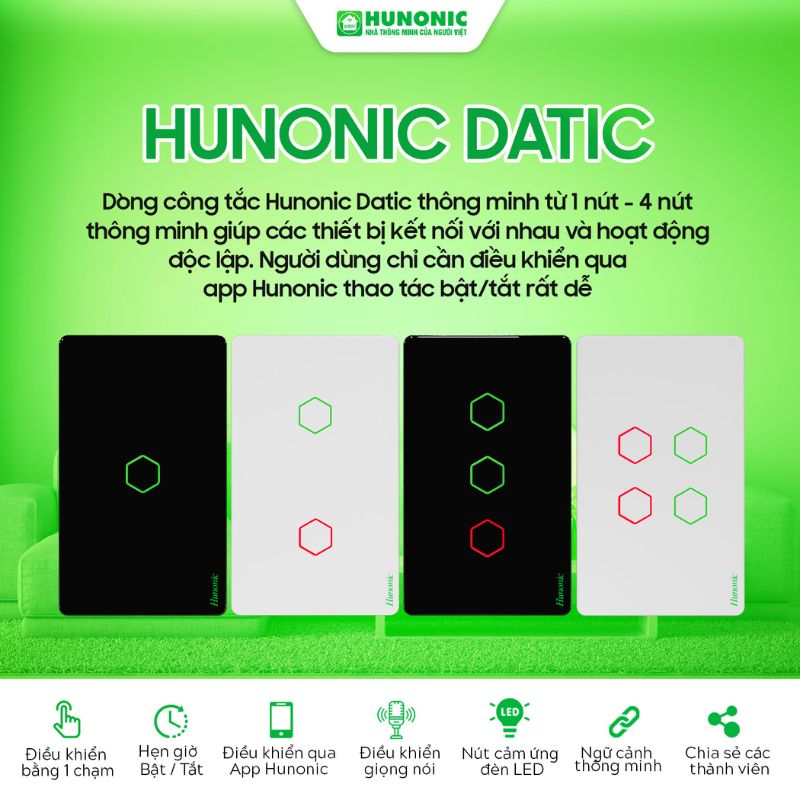 HUNONIC
NHÀ THÔNG MINH CỦA NGƯỜI VIỆT
HUNONIC DATIC
Dòng công tắc Hunonic Datic thông minh từ 1 nút - 4 nút
thông minh giúp các thiết bị kết nối với nhau và hoạt động
độc lập. Người dùng chỉ cần điều khiển qua
app Hunonic thao tác bật/tắt rất dễ
Hunonic
Hunonic
Hunonic
Hunonic
Điều khiển
bằng 1 chạm
Hẹn giờ
Bật / Tắt
Điều khiển qua
App Hunonic
Điều khiển
giọng nói
LED
Nút cảm ứng
đèn LED
Ngữ cảnh
thông minh
Chia sẻ các
thành viên